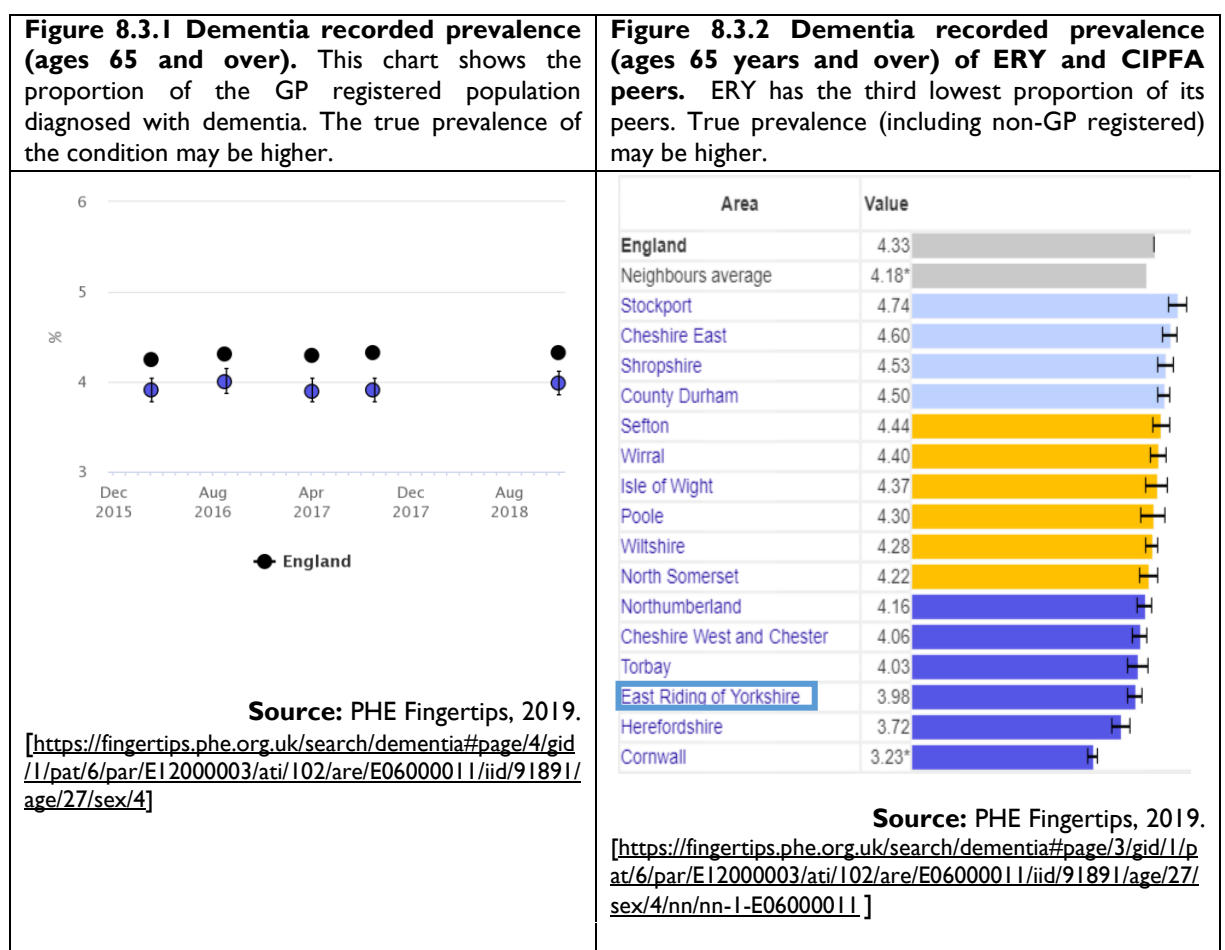 Figure 8.3.1 Dementia recorded prevalence
(ages 65 and over). This chart shows the
proportion of the GP registered population
diagnosed with dementia. The true prevalence of
the condition may be higher.
6
5
%
4
3
Dec
2015
Aug
2016
Apr
2017
Dec
2017
Aug
2018
England
Source: PHE Fingertips, 2019.
[https://fingertips.phe.org.uk/search/dementia#page/4/gid
/1/pat/6/par/E12000003/ati/102/are/E06000011/iid/91891/
age/27/sex/4]
Figure 8.3.2 Dementia recorded prevalence
(ages 65 years and over) of ERY and CIPFA
peers. ERY has the third lowest proportion of its
peers. True prevalence (including non-GP registered)
may be higher.
Area Value
England 4.33
Neighbours average 4.18*
Stockport 4.74
Cheshire East 4.60
Shropshire 4.53
County Durham 4.50
Sefton 4.44
Wirral 4.40
Isle of Wight 4.37
Poole 4.30
Wiltshire 4.28
North Somerset 4.22
Northumberland 4.16
Cheshire West and Chester 4.06
Torbay 4.03
East Riding of Yorkshire 3.98
Herefordshire 3.72
Cornwall 3.23*
Source: PHE Fingertips, 2019.
[https://fingertips.phe.org.uk/search/dementia#page/3/gid/1/p
at/6/par/E12000003/ati/102/are/E06000011/iid/91891/age/27/
sex/4/nn/nn-1-E06000011 ]